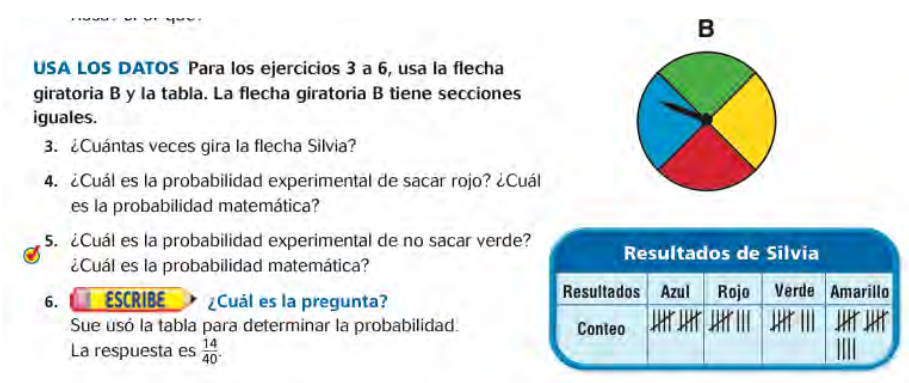 B
USA LOS DATOS Para los ejercicios 3 a 6, usa la flecha
giratoria B y la tabla. La flecha giratoria B tiene secciones
iguales.
3. ¿Cuántas veces gira la flecha Silvia?
4. ¿Cuál es la probabilidad experimental de sacar rojo? ¿Cuál
es la probabilidad matemática?
5. ¿Cuál es la probabilidad experimental de no sacar verde?
¿Cuál es la probabilidad matemática?
6. ESCRIBE ¿Cuál es la pregunta?
Sue usó la tabla para determinar la probabilidad.
La respuesta es 14/40.
Resultados de Silvia
Resultados Azul Rojo Verde Amarillo
Conteo